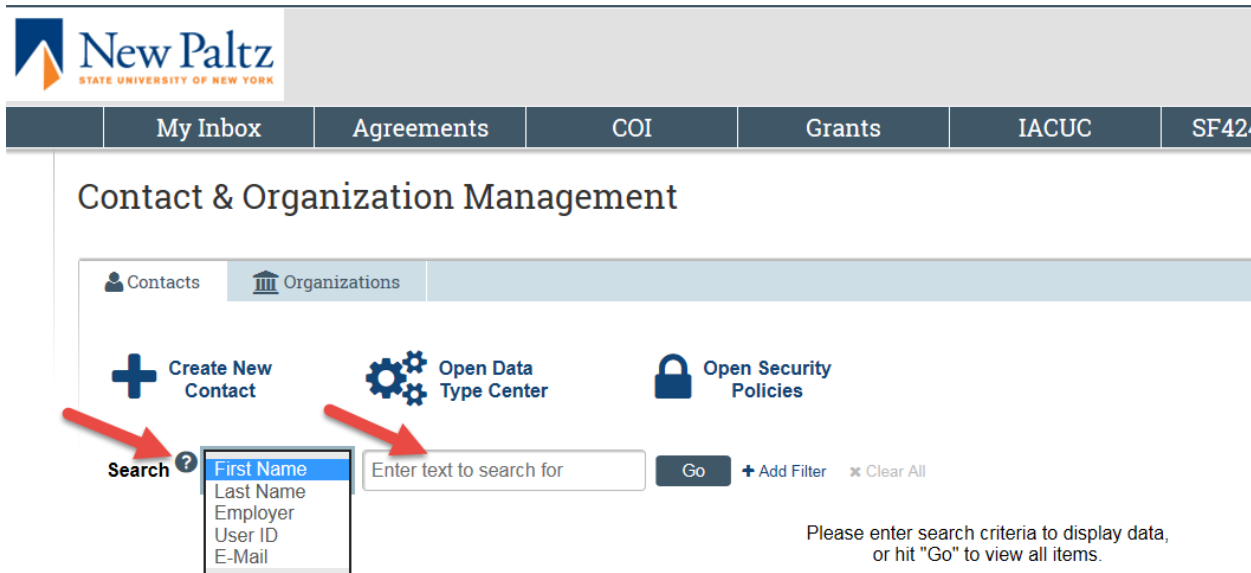 New Paltz
STATE UNIVERSITY OF NEW YORK
My Inbox Agreements COI Grants IACUC SF424
Contact & Organization Management
Contacts Organizations
Create New Contact
Open Data Type Center
Open Security Policies
Search ? First Name Enter text to search for Go + Add Filter × Clear All
Last Name
Employer
User ID
E-Mail
Please enter search criteria to display data,
or hit "Go" to view all items.